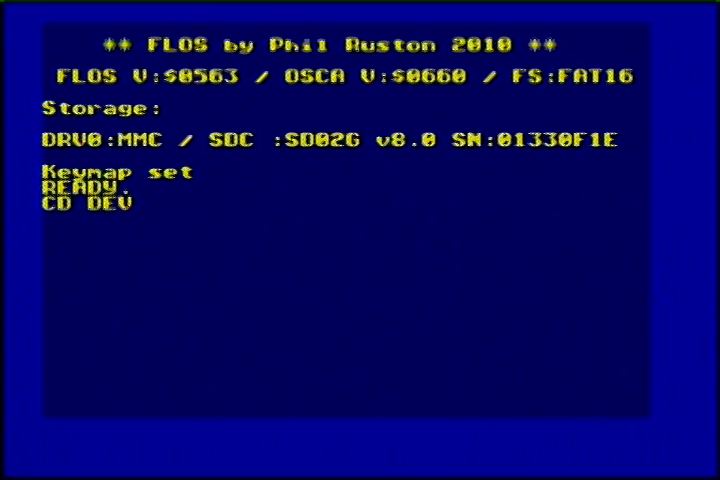 ** FLOS by Phil Ruston 2010 **
FLOS V:$0563 / OSCA V:$0660 / FS:FAT16
Storage:
DRV0:MMC / SDC :SD02G v8.0 SN:01330F1E
Keymap set
READY.
CD DEV